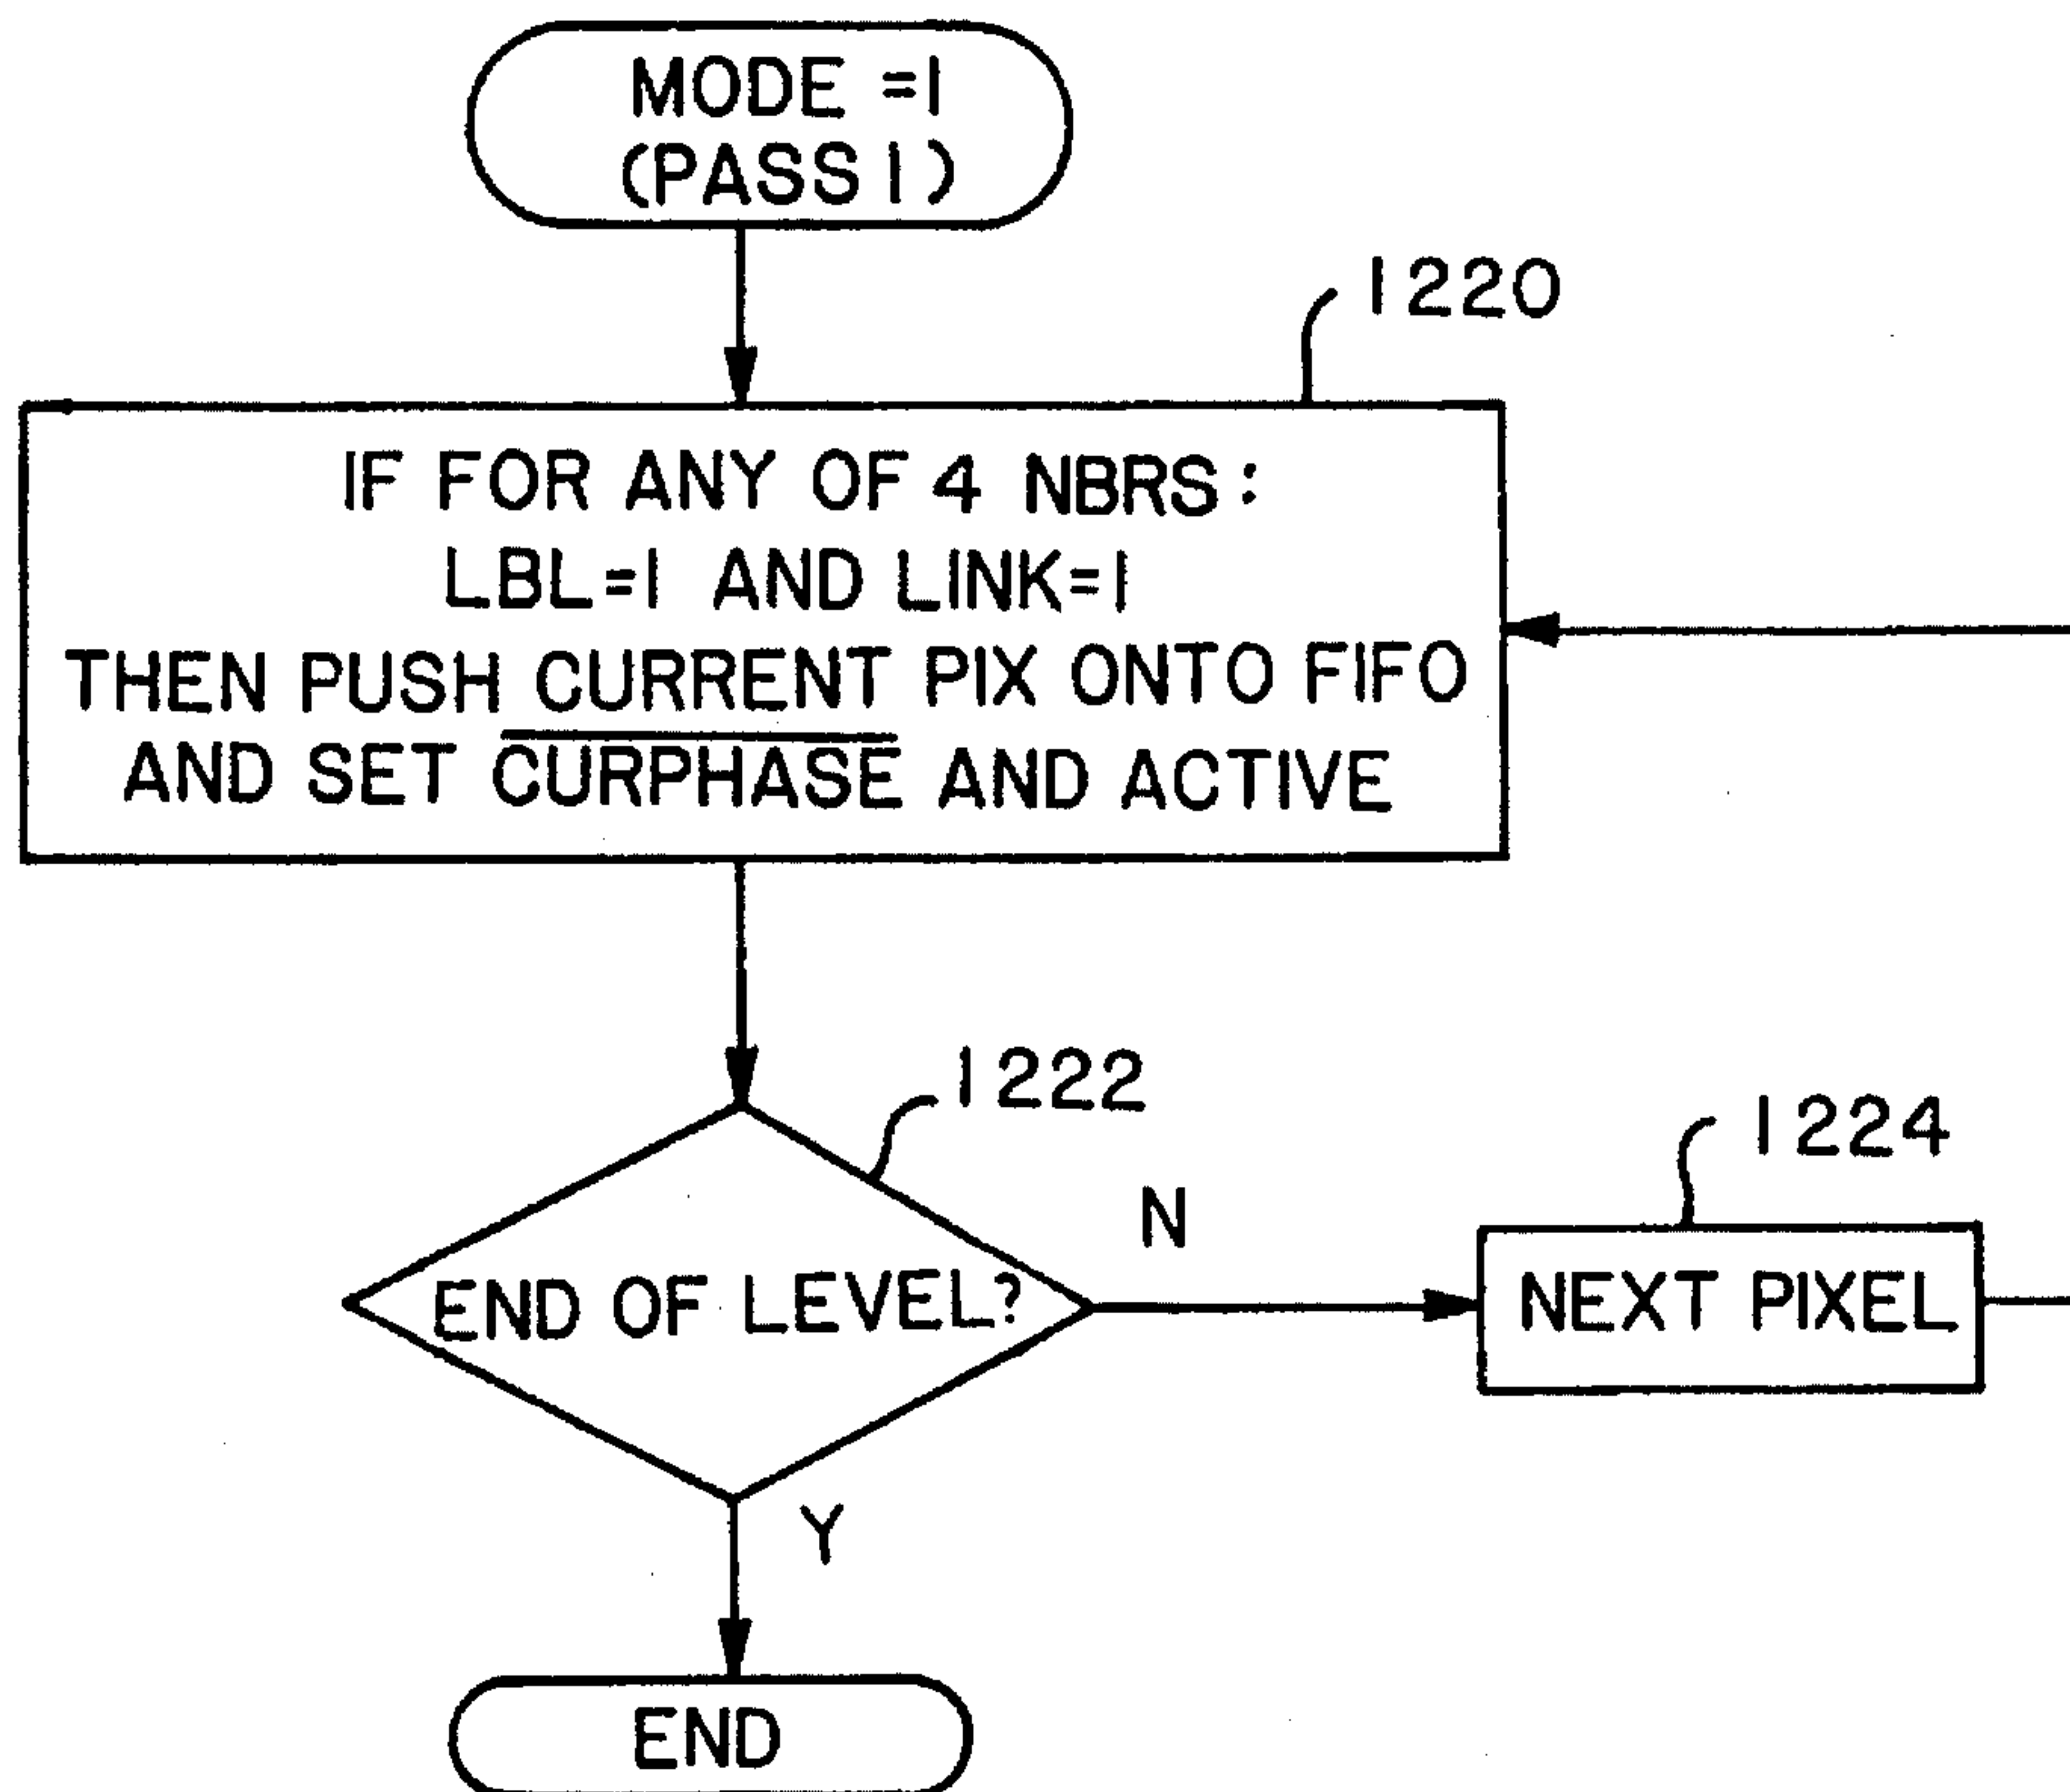 MODE =1
(PASS 1)
1220
IF FOR ANY OF 4 NBRS:
LBL=1 AND LINK=1
THEN PUSH CURRENT PIX ONTO FIFO
AND SET C̅U̅R̅P̅H̅A̅S̅E̅ AND ACTIVE
1222
1224
N
END OF LEVEL?
NEXT PIXEL
Y
END